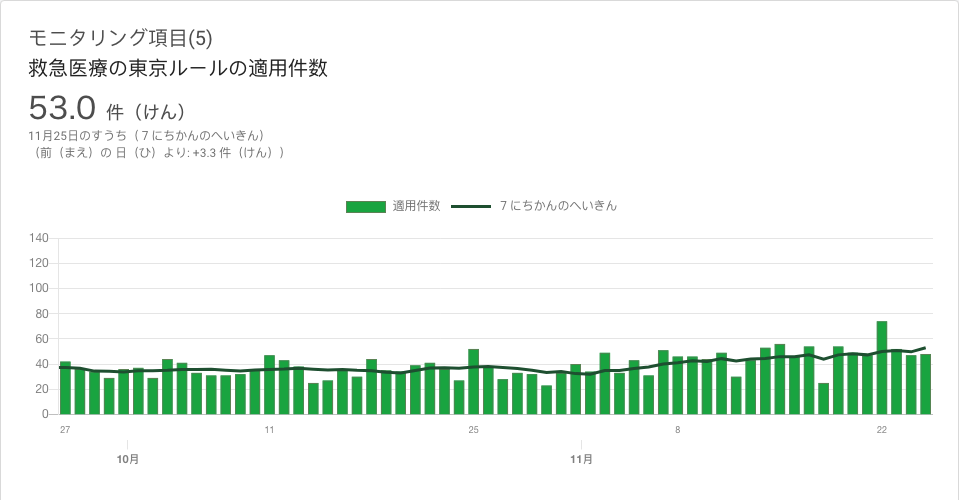 モニタリング項目(5)
救急医療の東京ルールの適用件数
53.0 件（けん）
11月25日のすうち（７にちかんのへいきん）
（前（まえ）の 日（ひ）より: +3.3 件（けん））
適用件数 ７にちかんのへいきん
140
120
100
80
60
40
20
0
27 11 25 8 22
10月 11月